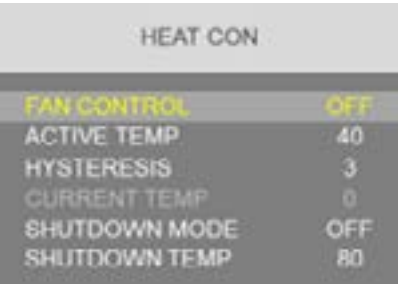 HEAT CON
FAN CONTROL OFF
ACTIVE TEMP 40
HYSTERESIS 3
CURRENT TEMP 0
SHUTDOWN MODE OFF
SHUTDOWN TEMP 80